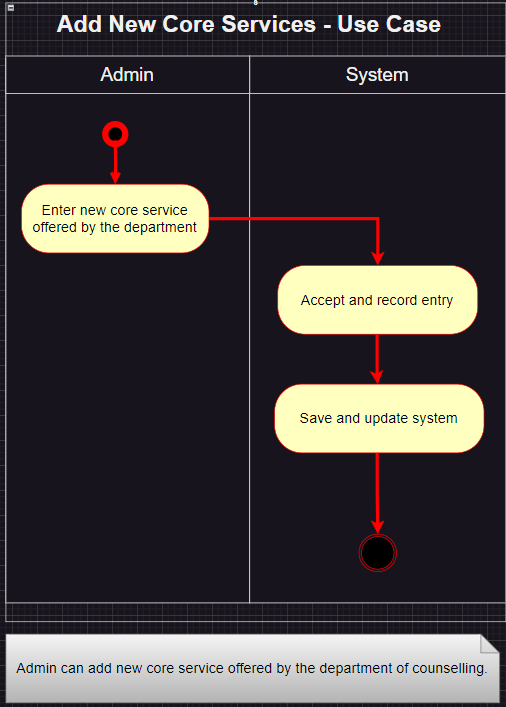 Add New Core Services - Use Case
Admin
System
Enter new core service
offered by the department
Accept and record entry
Save and update system
Admin can add new core service offered by the department of counselling.